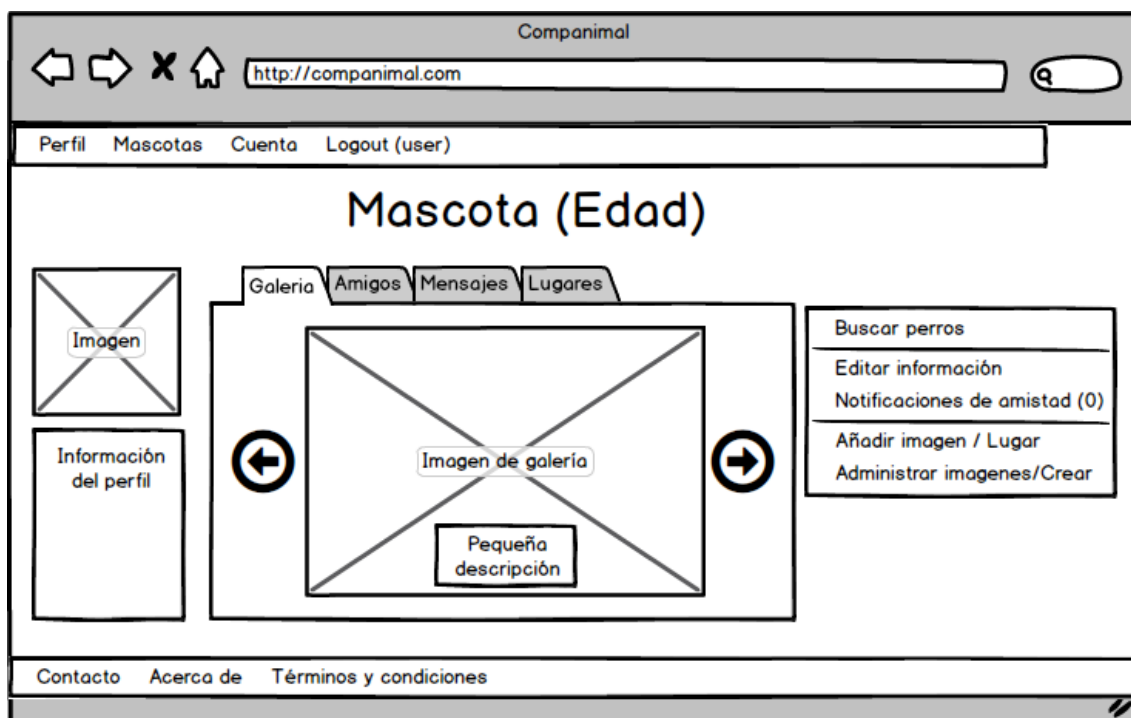 Companimal
http://companimal.com
Perfil Mascotas Cuenta Logout (user)
Mascota (Edad)
Imagen
Información
del perfil
Galeria Amigos Mensajes Lugares
Imagen de galería
Pequeña
descripción
Buscar perros
Editar información
Notificaciones de amistad (0)
Añadir imagen / Lugar
Administrar imagenes/Crear
Contacto Acerca de Términos y condiciones